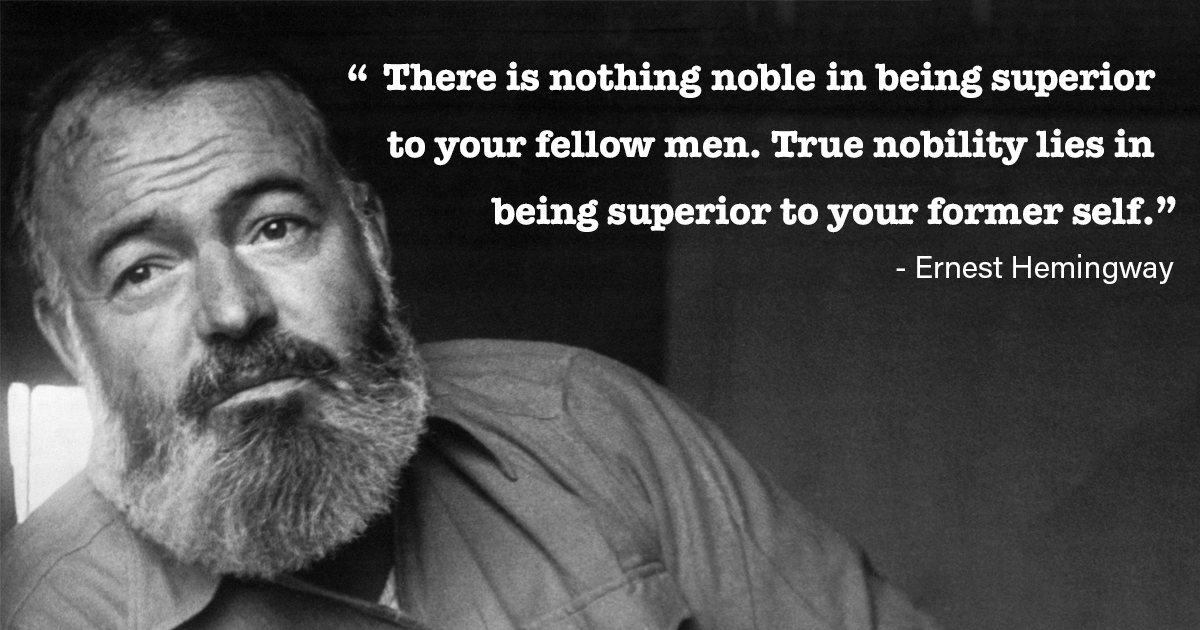 “ There is nothing noble in being superior
to your fellow men. True nobility lies in
being superior to your former self.”
- Ernest Hemingway